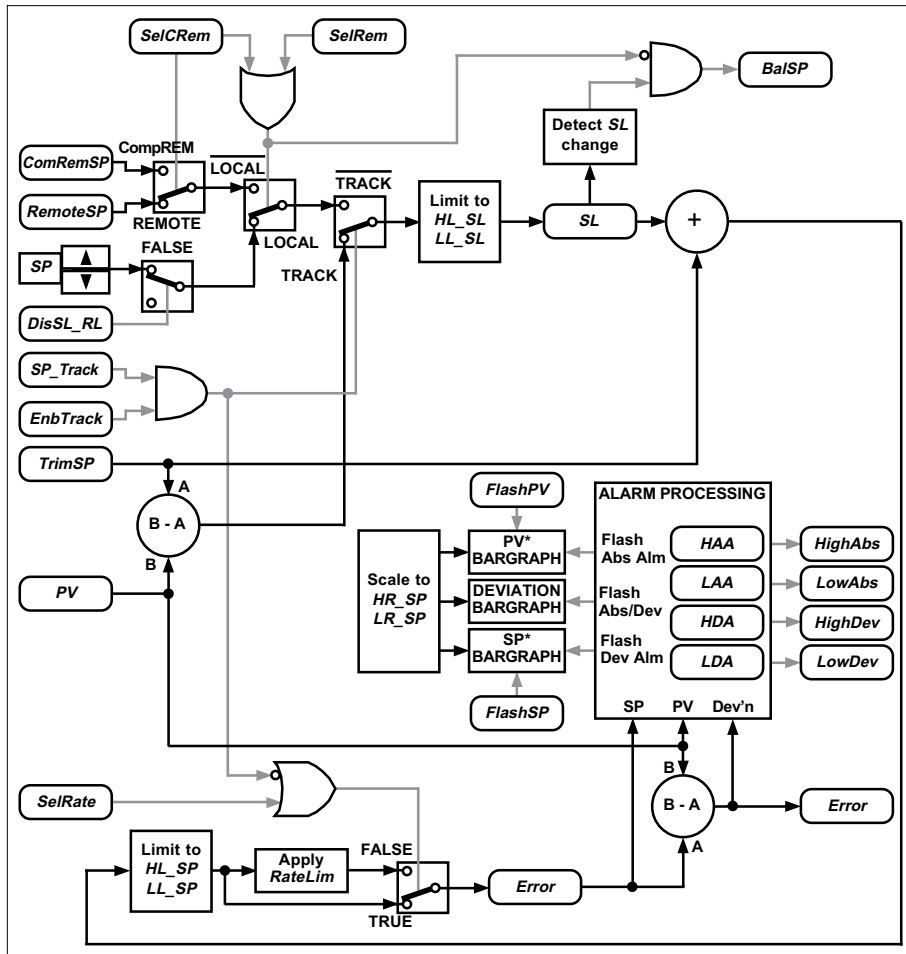 SelCRem
SelRem
BalSP
Detect SL
change
CompREM
ComRemSP
RemoteSP
REMOTE
LOCAL
LOCAL
TRACK
TRACK
Limit to
HL_SL
LL_SL
SL
+
SP
FALSE
DisSL_RL
SP_Track
EnbTrack
TrimSP
A
B - A
B
PV
FlashPV
ALARM PROCESSING
PV*
BARGRAPH
Flash
Abs Alm
HAA
HighAbs
Scale to
HR_SP
LR_SP
DEVIATION
BARGRAPH
Flash
Abs/Dev
LAA
LowAbs
HDA
HighDev
SP*
BARGRAPH
Flash
Dev Alm
LDA
LowDev
FlashSP
SP
PV
Dev'n
B
B - A
A
Error
SelRate
Limit to
HL_SP
LL_SP
Apply
RateLim
FALSE
TRUE
Error